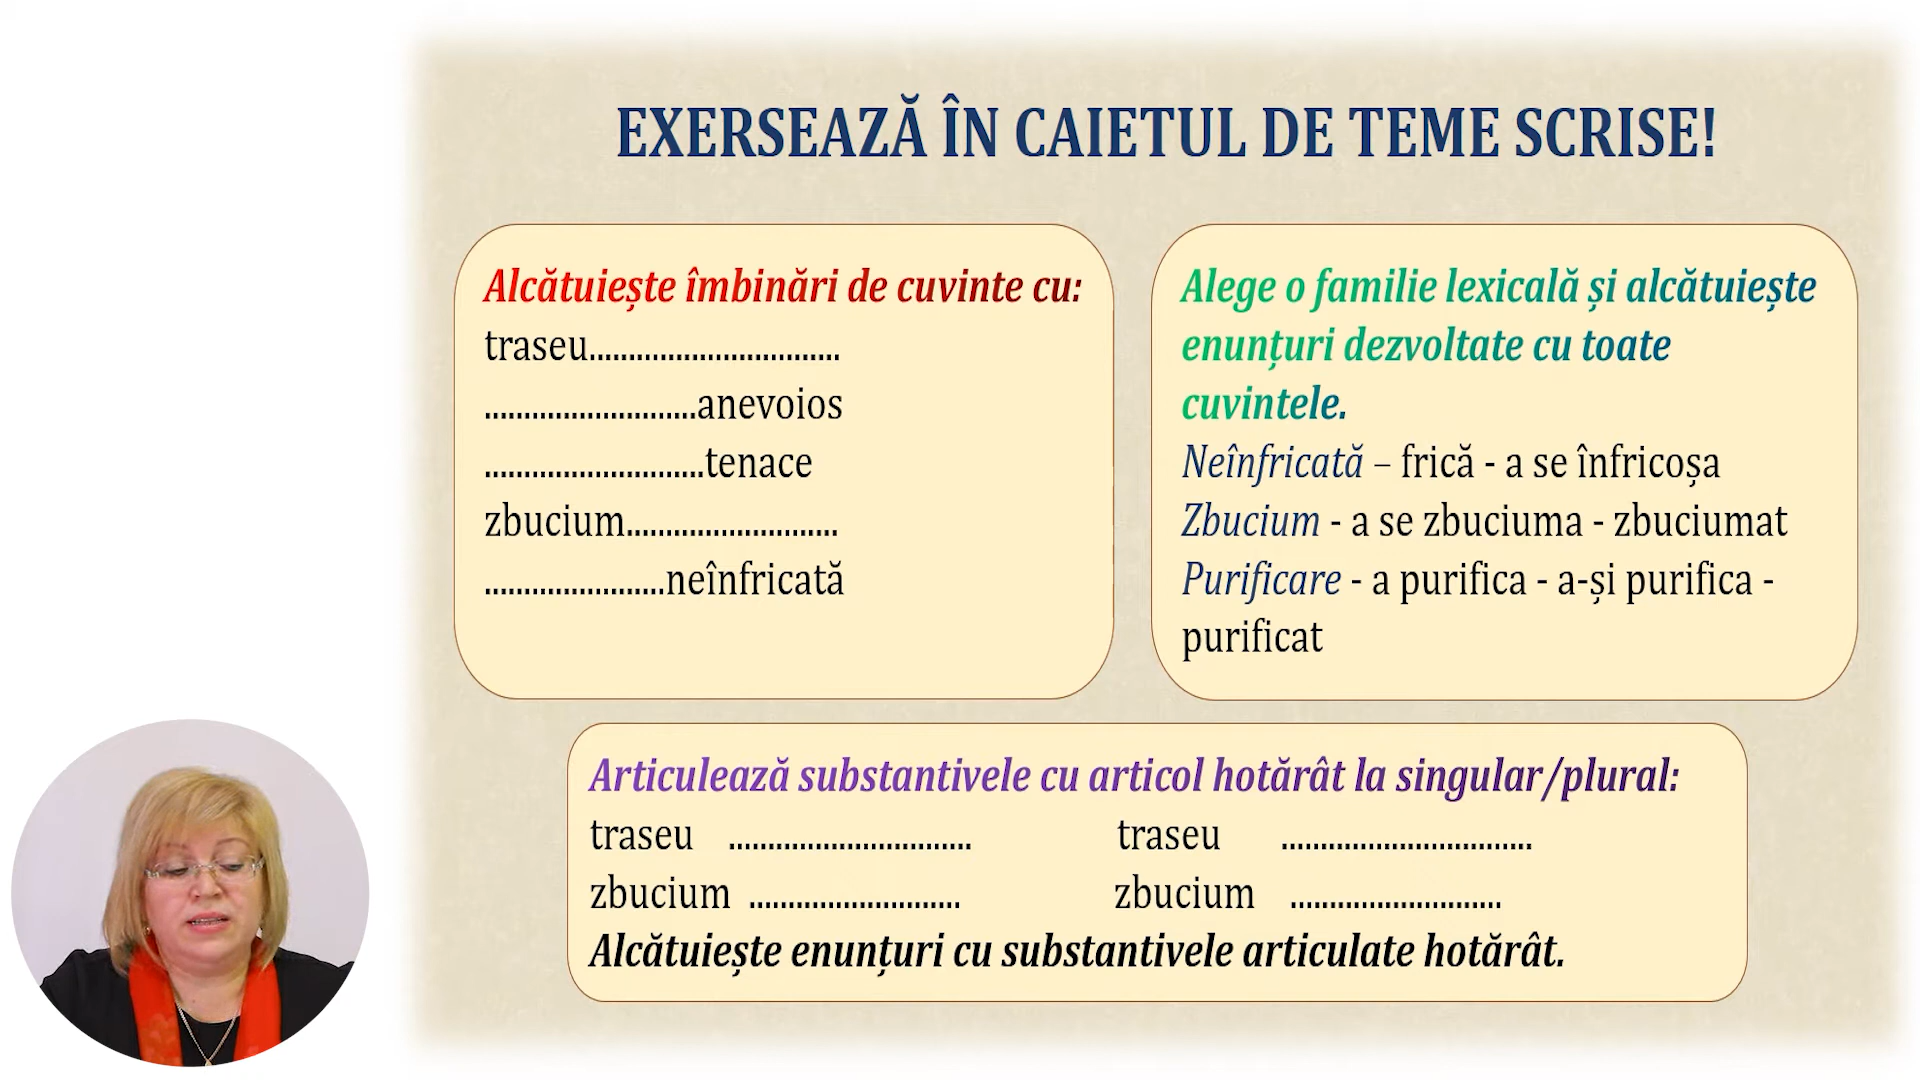 EXERSEAZĂ ÎN CAIETUL DE TEME SCRISE!
Alcătuiește îmbinări de cuvinte cu:
traseu................................
...........................anevoios
............................tenace
zbucium...........................
.......................neînfricată
Alege o familie lexicală și alcătuiește
enunțuri dezvoltate cu toate
cuvintele.
Neînfricată – frică - a se înfricoșa
Zbucium - a se zbuciuma - zbuciumat
Purificare - a purifica - a-și purifica -
purificat
Articulează substantivele cu articol hotărât la singular/plural:
traseu ............................... traseu ................................
zbucium ........................... zbucium ...........................
Alcătuiește enunțuri cu substantivele articulate hotărât.